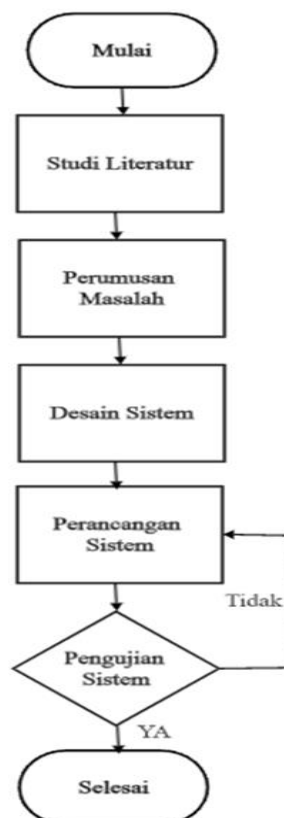 Mulai
Studi Literatur
Perumusan
Masalah
Desain Sistem
Perancangan
Sistem
Tidak
Pengujian
Sistem
YA
Selesai